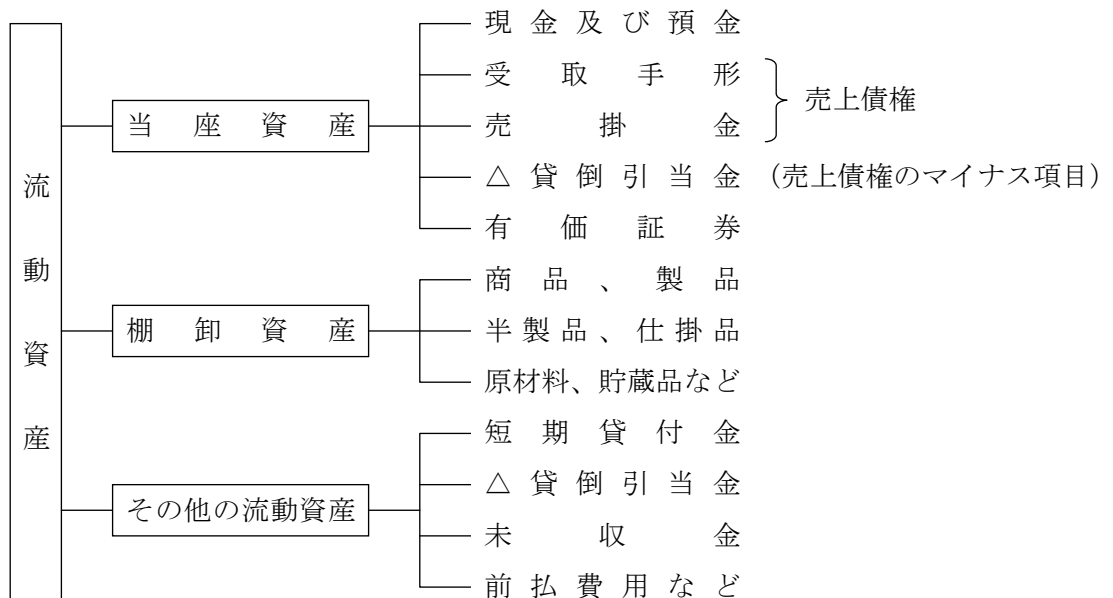 流動資産
当座資産
現金及び預金
受取手形
売掛金
売上債権
△貸倒引当金
(売上債権のマイナス項目)
有価証券
棚卸資産
商品、製品
半製品、仕掛品
原材料、貯蔵品など
その他の流動資産
短期貸付金
△貸倒引当金
未収金
前払費用など